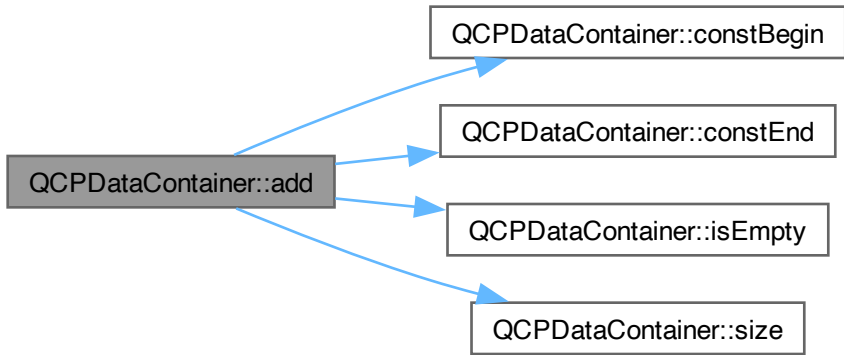 QCPDataContainer::constBegin
QCPDataContainer::constEnd
QCPDataContainer::add
QCPDataContainer::isEmpty
QCPDataContainer::size